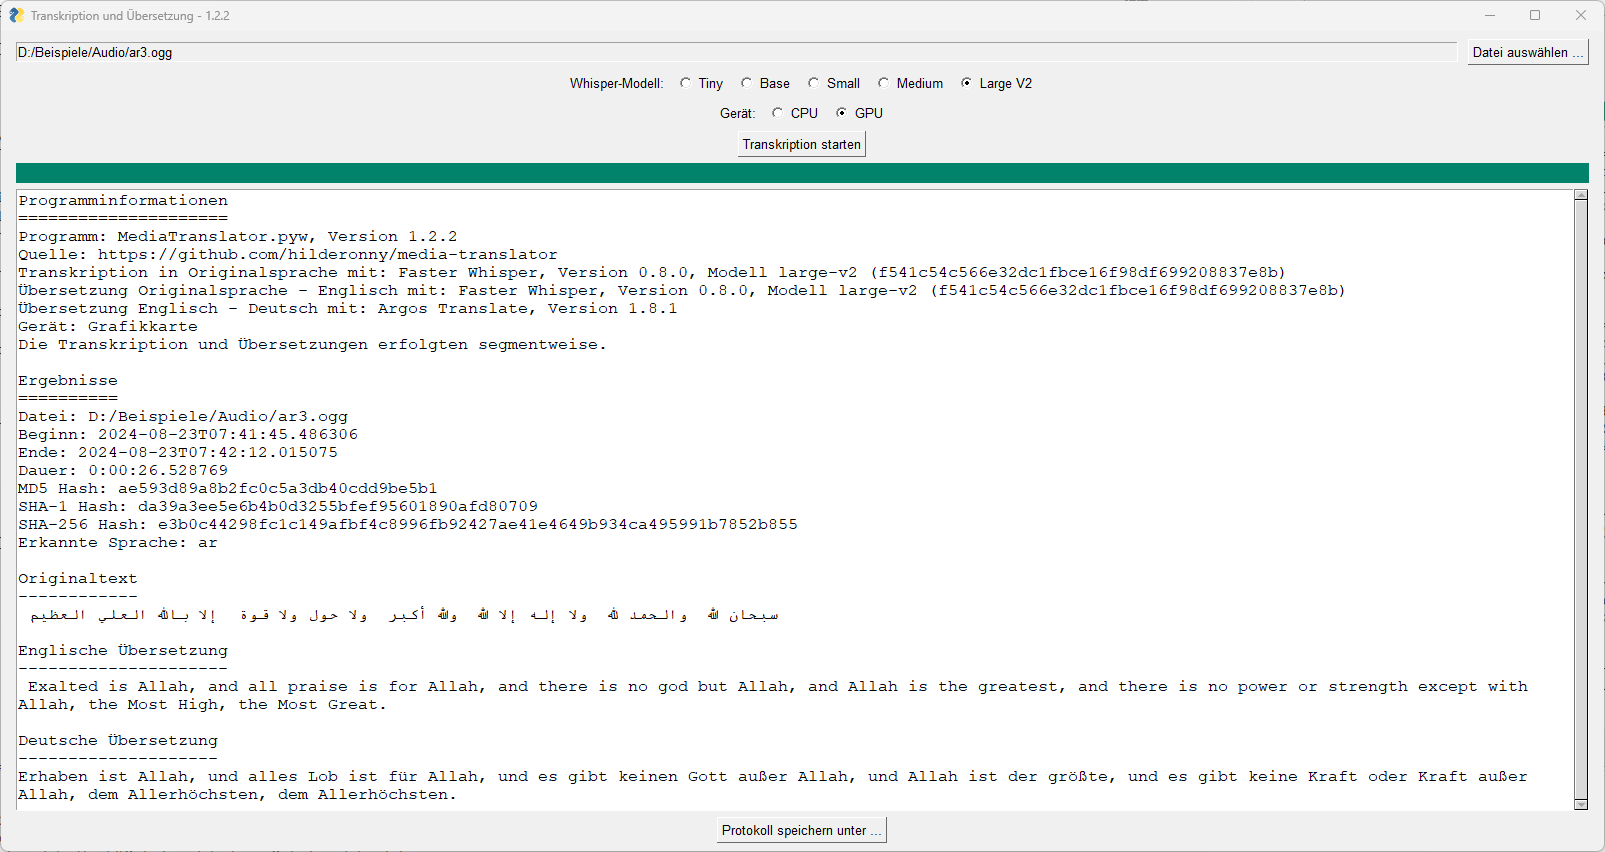 Transkription und Übersetzung - 1.2.2
D:/Beispiele/Audio/ar3.ogg
Datei auswählen ...
Whisper-Modell: Tiny Base Small Medium Large V2
Gerät: CPU GPU
Transkription starten
Programminformationen
=====================
Programm: MediaTranslator.pyw, Version 1.2.2
Quelle: https://github.com/hilderonny/media-translator
Transkription in Originalsprache mit: Faster Whisper, Version 0.8.0, Modell large-v2 (f541c54c566e32dc1fbce16f98df699208837e8b)
Übersetzung Originalsprache - Englisch mit: Faster Whisper, Version 0.8.0, Modell large-v2 (f541c54c566e32dc1fbce16f98df699208837e8b)
Übersetzung Englisch - Deutsch mit: Argos Translate, Version 1.8.1
Gerät: Grafikkarte
Die Transkription und Übersetzungen erfolgten segmentweise.
Ergebnisse
==========
Datei: D:/Beispiele/Audio/ar3.ogg
Beginn: 2024-08-23T07:41:45.486306
Ende: 2024-08-23T07:42:12.015075
Dauer: 0:00:26.528769
MD5 Hash: ae593d89a8b2fc0c5a3db40cdd9be5b1
SHA-1 Hash: da39a3ee5e6b4b0d3255bfef95601890afd80709
SHA-256 Hash: e3b0c44298fc1c149afbf4c8996fb92427ae41e4649b934ca495991b7852b855
Erkannte Sprache: ar
Originaltext
------------
سبحان لله والحمد لله ولا إله إلا لله والله أكبر ولا حول ولا قوة إلا بالله العلي العظيم
Englische Übersetzung
---------------------
Exalted is Allah, and all praise is for Allah, and there is no god but Allah, and Allah is the greatest, and there is no power or strength except with
Allah, the Most High, the Most Great.
Deutsche Übersetzung
--------------------
Erhaben ist Allah, und alles Lob ist für Allah, und es gibt keinen Gott außer Allah, und Allah ist der größte, und es gibt keine Kraft oder Kraft außer
Allah, dem Allerhöchsten, dem Allerhöchsten.
Protokoll speichern unter ...